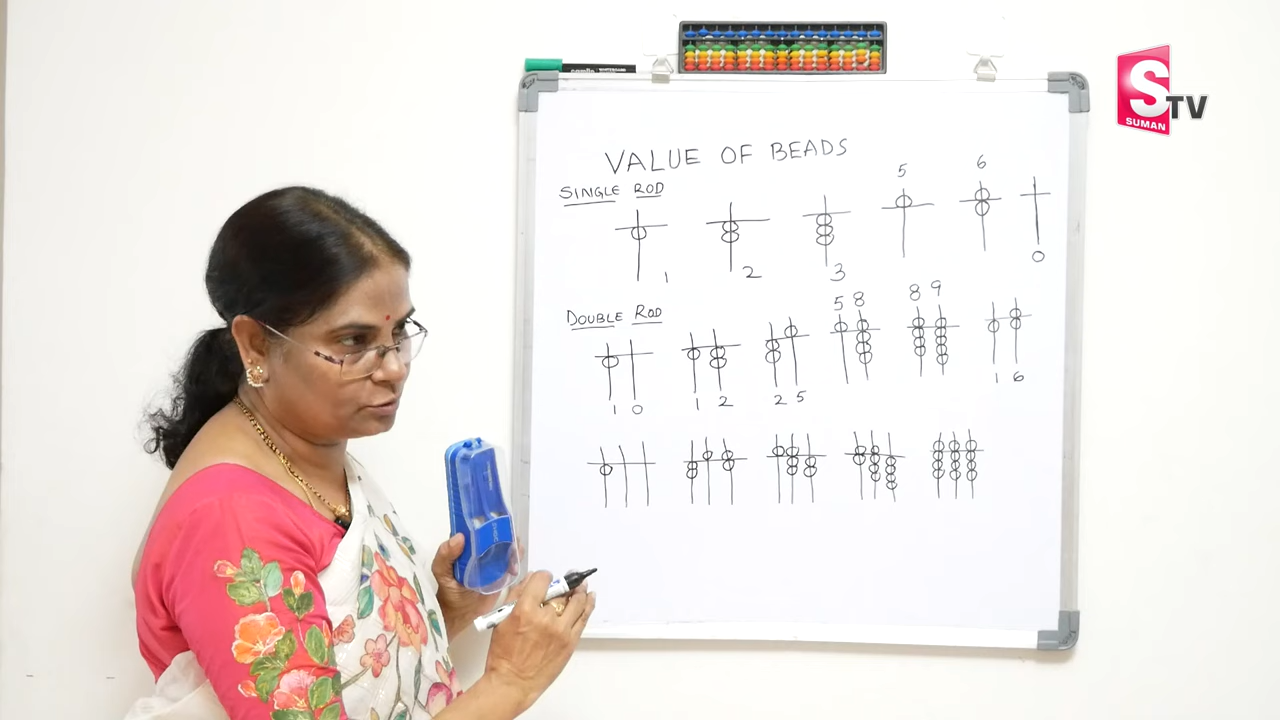 S TV
SUMAN
VALUE OF BEADS
SINGLE ROD
5 6
1 2 3 0
DOUBLE ROD
5 8 8 9
1 0 1 2 2 5 1 6